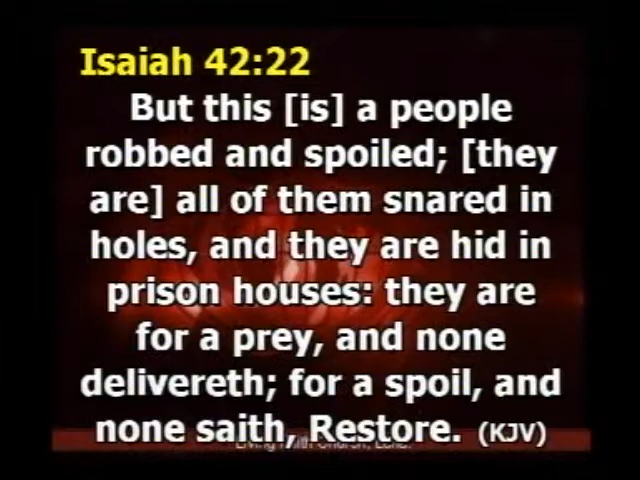 Isaiah 42:22
But this [is] a people
robbed and spoiled; [they
are] all of them snared in
holes, and they are hid in
prison houses: they are
for a prey, and none
delivereth; for a spoil, and
none saith, Restore. (KJV)